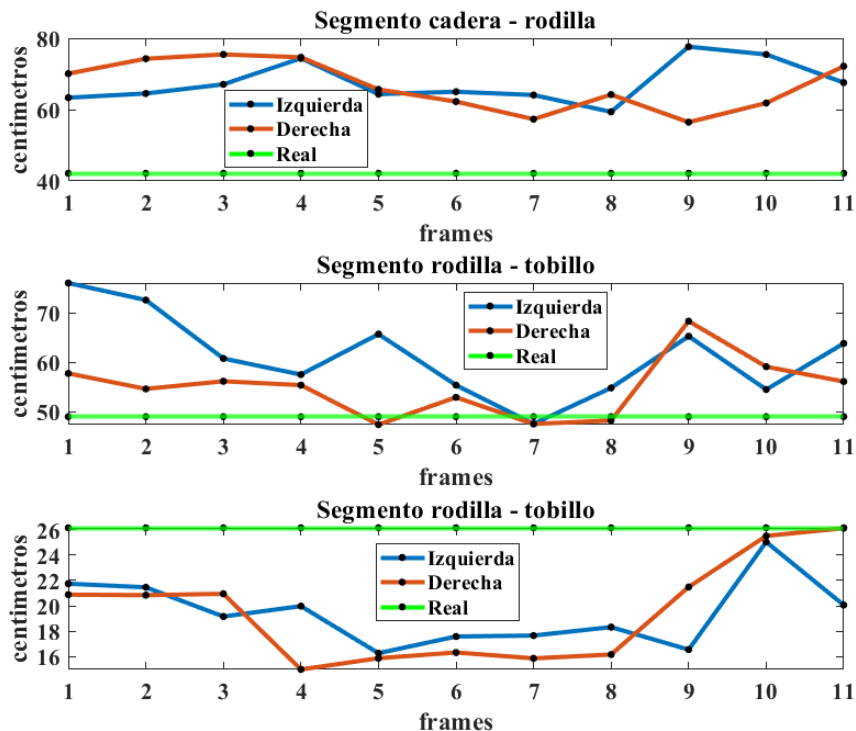 Segmento cadera - rodilla
80
60
40
centimetros
Izquierda
Derecha
Real
1 2 3 4 5 6 7 8 9 10 11
frames
Segmento rodilla - tobillo
70
60
50
centimetros
Izquierda
Derecha
Real
1 2 3 4 5 6 7 8 9 10 11
frames
Segmento rodilla - tobillo
26
24
22
20
18
16
centimetros
Izquierda
Derecha
Real
1 2 3 4 5 6 7 8 9 10 11
frames